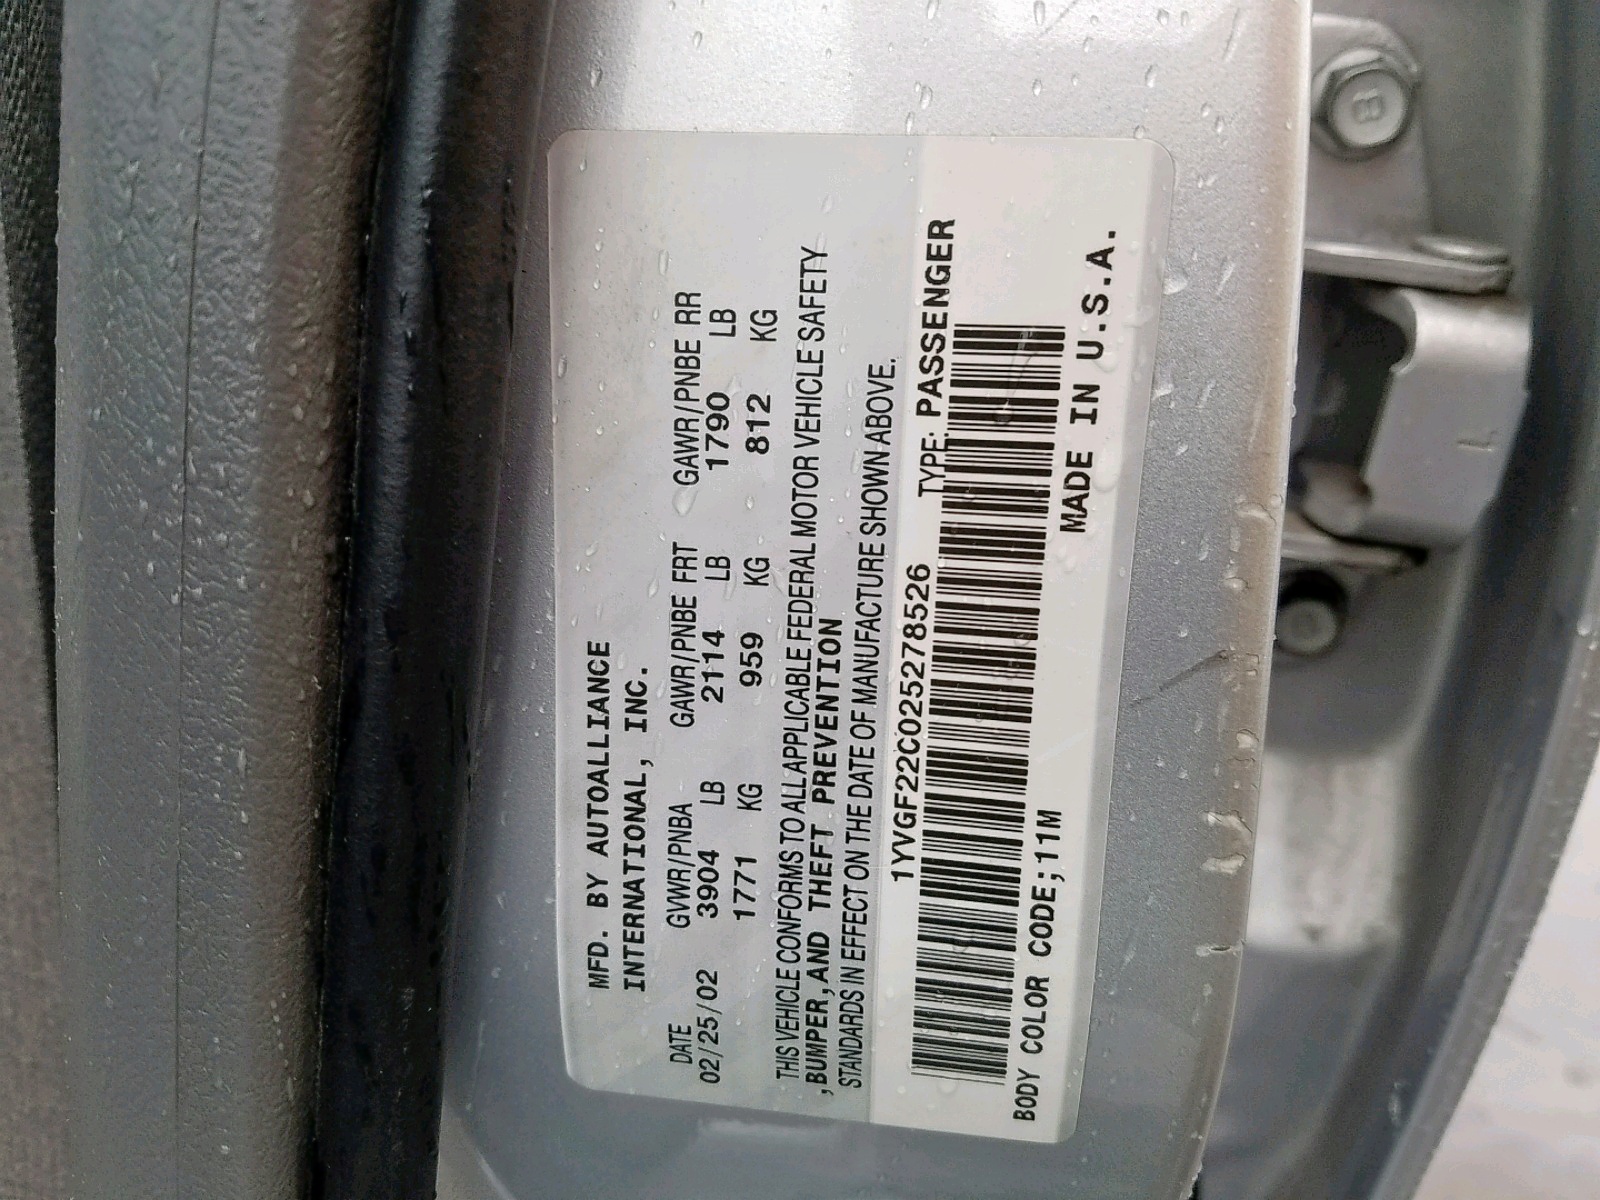 MFD. BY AUTOALLIANCE
INTERNATIONAL, INC.
DATE GVWR/PNBA GAWR/PNBE FRT GAWR/PNBE RR
02/25/02 3904 LB 2114 LB 1790 LB
1771 KG 959 KG 812 KG
THIS VEHICLE CONFORMS TO ALL APPLICABLE FEDERAL MOTOR VEHICLE SAFETY
,BUMPER, AND THEFT PREVENTION
STANDARDS IN EFFECT ON THE DATE OF MANUFACTURE SHOWN ABOVE.
1YVGF22C025278526 TYPE: PASSENGER
BODY COLOR CODE;11M MADE IN U.S.A.
8
L